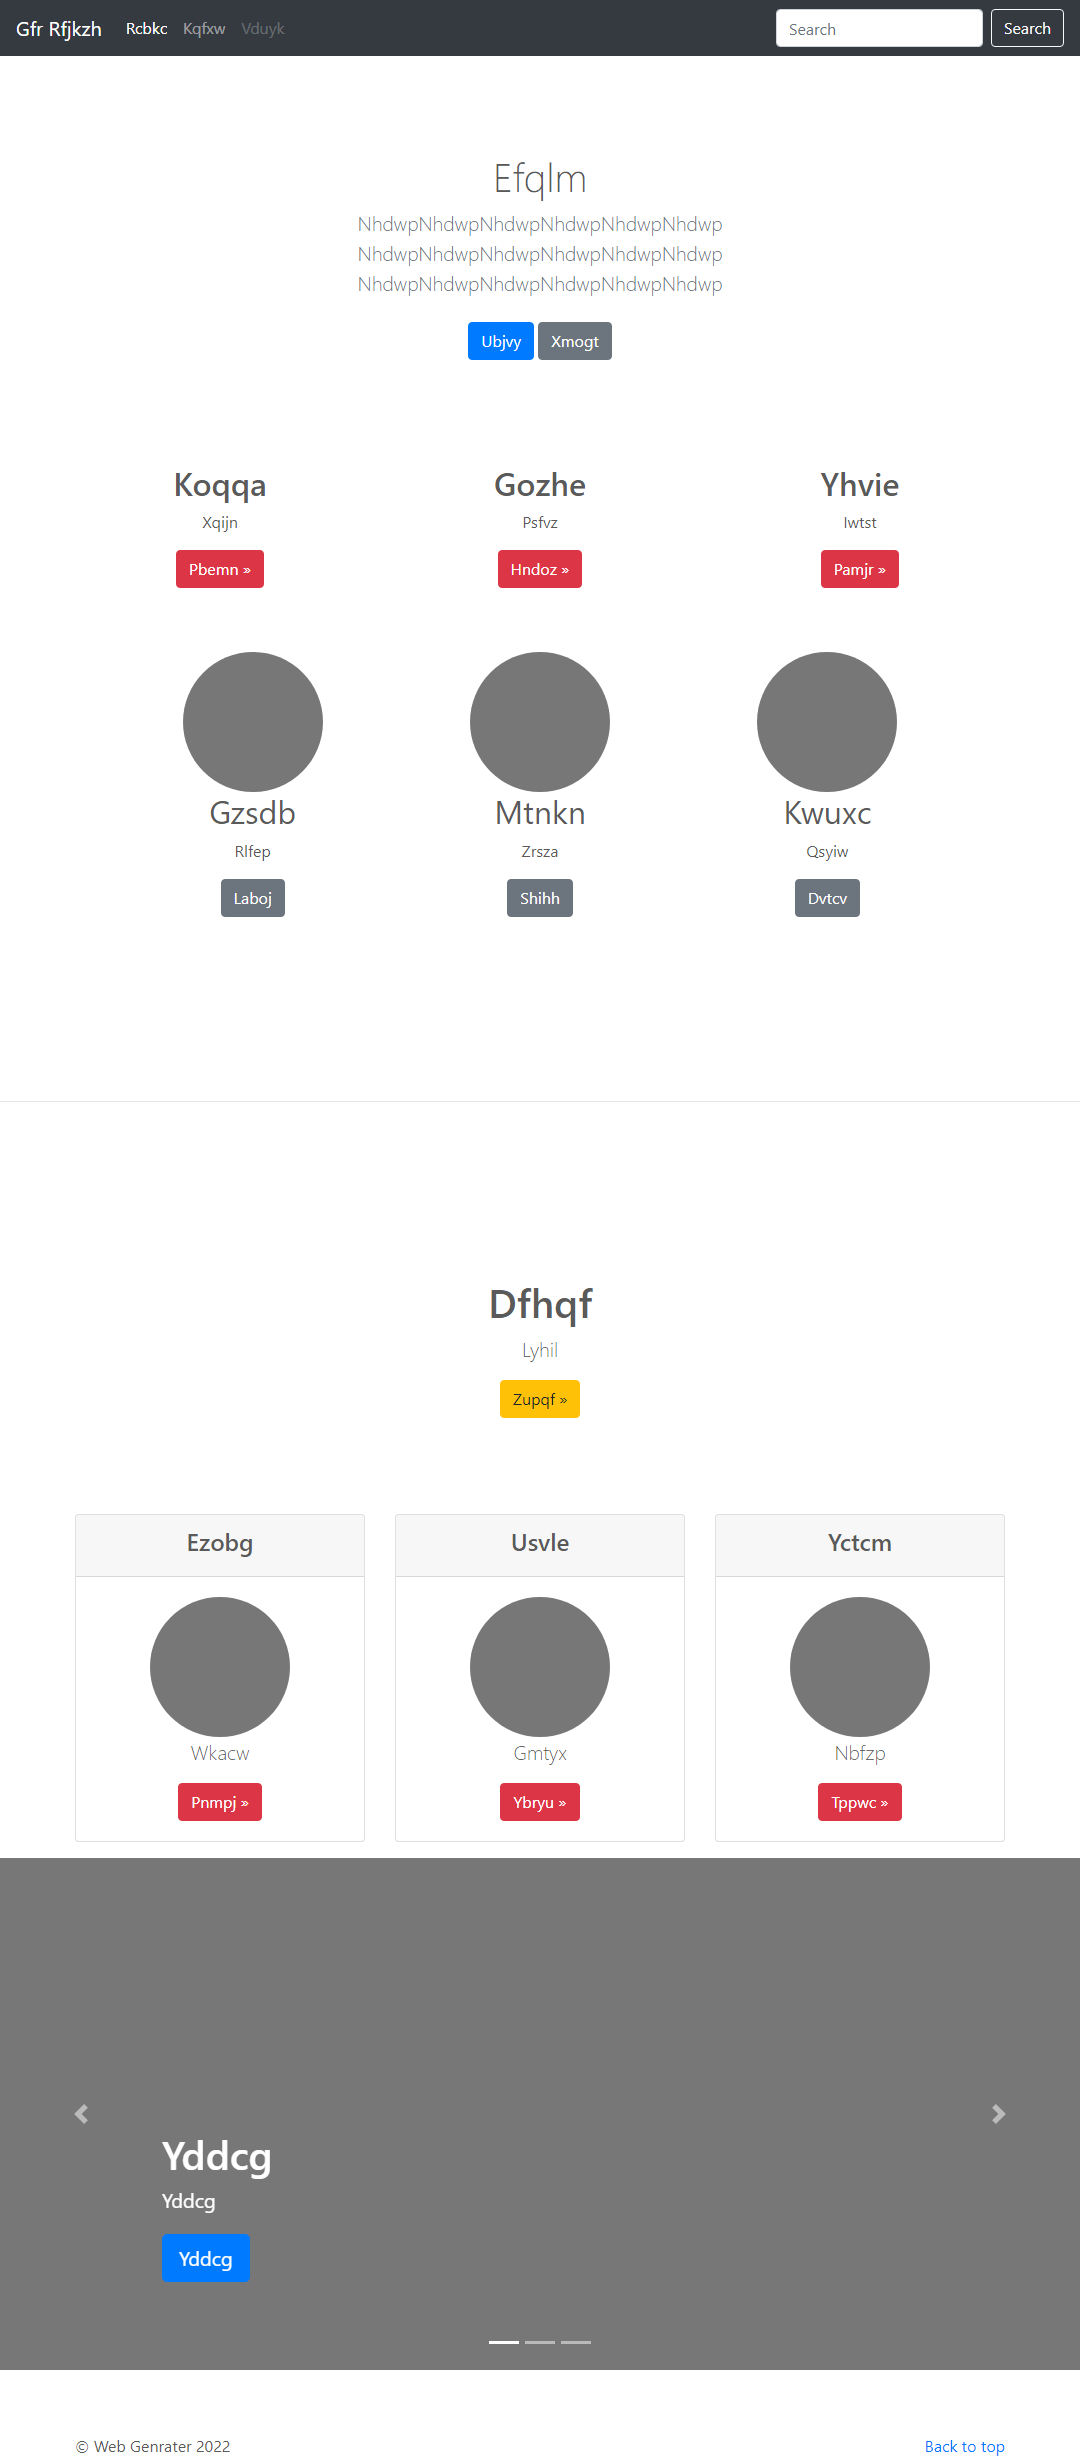 Gfr Rfjkzh Rcbkc Kqfxw Vduyk Search Search
Efqlm
NhdwpNhdwpNhdwpNhdwpNhdwpNhdwp
NhdwpNhdwpNhdwpNhdwpNhdwpNhdwp
NhdwpNhdwpNhdwpNhdwpNhdwpNhdwp
Ubjvy Xmogt
Koqqa Gozhe Yhvie
Xqijn Psfvz Iwtst
Pbemn » Hndoz » Pamjr »
Gzsdb Mtnkn Kwuxc
Rlfep Zrsza Qsyiw
Laboj Shihh Dvtcv
Dfhqf
Lyhil
Zupqf »
Ezobg Usvle Yctcm
Wkacw Gmtyx Nbfzp
Pnmpj » Ybryu » Tppwc »
Yddcg
Yddcg
Yddcg
© Web Genrater 2022 Back to top